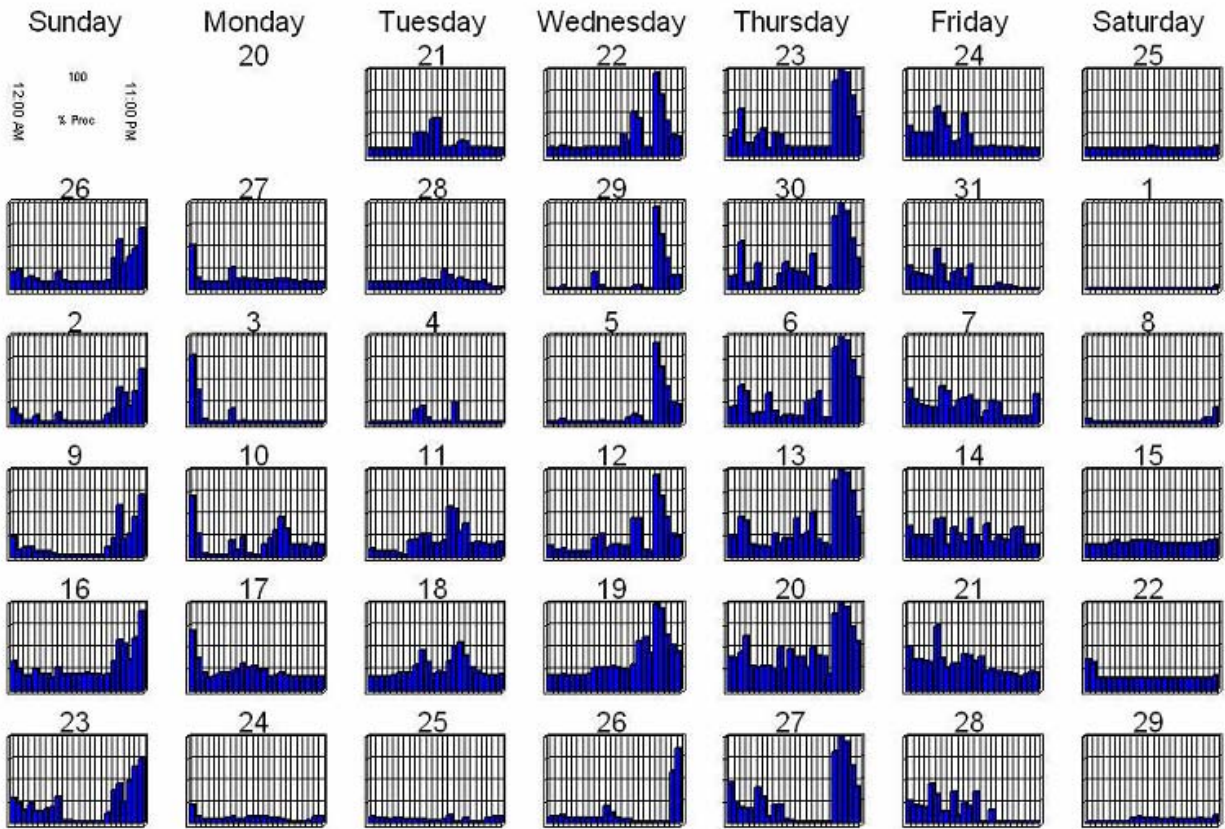 Sunday Monday Tuesday Wednesday Thursday Friday Saturday
20 21 22 23 24 25
12:00 AM
100
% Proc
11:00 PM
26 27 28 29 30 31 1
2 3 4 5 6 7 8
9 10 11 12 13 14 15
16 17 18 19 20 21 22
23 24 25 26 27 28 29